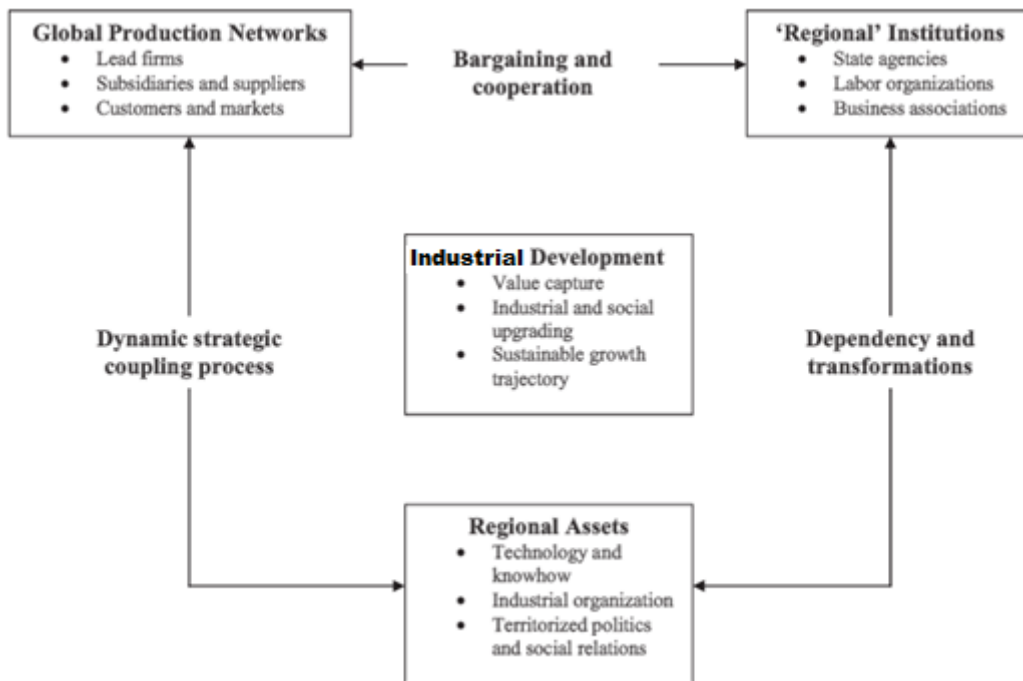 Global Production Networks
• Lead firms
• Subsidiaries and suppliers
• Customers and markets
Bargaining and
cooperation
‘Regional’ Institutions
• State agencies
• Labor organizations
• Business associations
Industrial Development
• Value capture
• Industrial and social
upgrading
• Sustainable growth
trajectory
Dynamic strategic
coupling process
Dependency and
transformations
Regional Assets
• Technology and
knowhow
• Industrial organization
• Territorized politics
and social relations